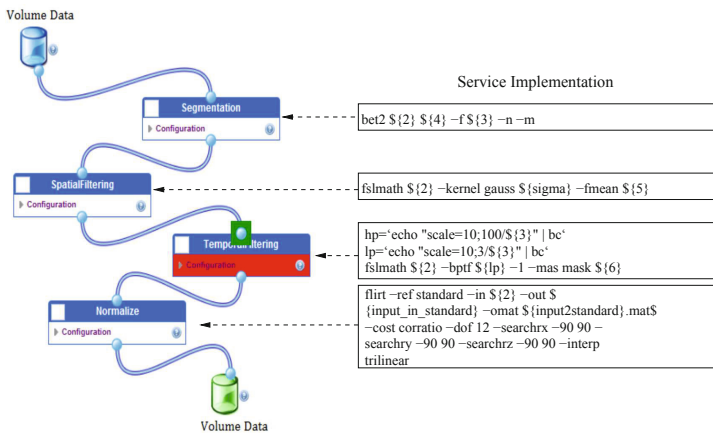 Volume Data
Service Implementation
Segmentation
Configuration
bet2 ${2} ${4} −f ${3} −n −m
SpatialFiltering
Configuration
fslmath ${2} −kernel gauss ${sigma} −fmean ${5}
hp=‘echo "scale=10;100/${3}" | bc‘
lp=‘echo "scale=10;3/${3}" | bc‘
fslmath ${2} −bptf ${lp} −1 −mas mask ${6}
Configuration
flirt −ref standard −in ${2} −out $
{input_in_standard} −omat ${input2standard}.mat$
−cost corratio −dof 12 −searchrx −90 90 −
searchry −90 90 −searchrz −90 90 −interp
trilinear
Normalize
Configuration
Volume Data